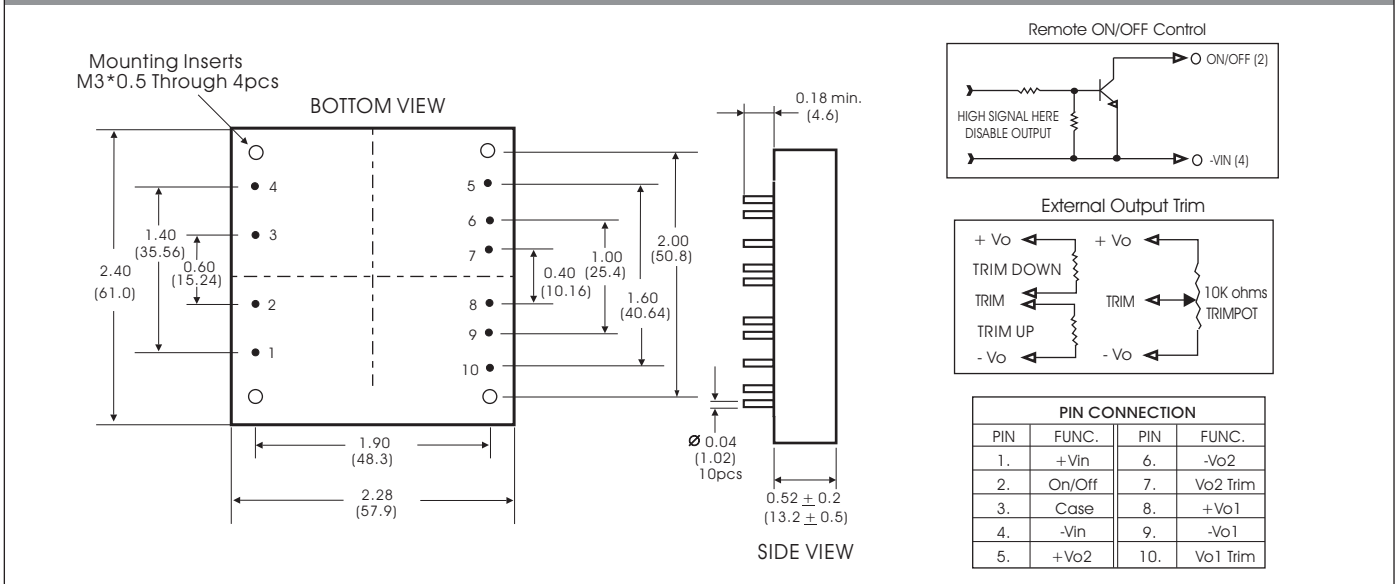 Mounting Inserts
M3*0.5 Through 4pcs
BOTTOM VIEW
4
3
2
1
5
6
7
8
9
10
1.40
(35.56)
0.60
(15.24)
2.40
(61.0)
0.40
(10.16)
1.00
(25.4)
1.60
(40.64)
2.00
(50.8)
1.90
(48.3)
2.28
(57.9)
0.18 min.
(4.6)
Ø 0.04
(1.02)
10pcs
0.52 ± 0.2
(13.2 ± 0.5)
SIDE VIEW
Remote ON/OFF Control
ON/OFF (2)
HIGH SIGNAL HERE
DISABLE OUTPUT
-VIN (4)
External Output Trim
+ Vo
TRIM DOWN
TRIM
TRIM UP
- Vo
+ Vo
TRIM
10K ohms
TRIMPOT
- Vo
PIN CONNECTION
PIN FUNC. PIN FUNC.
1. +Vin 6. -Vo2
2. On/Off 7. Vo2 Trim
3. Case 8. +Vo1
4. -Vin 9. -Vo1
5. +Vo2 10. Vo1 Trim